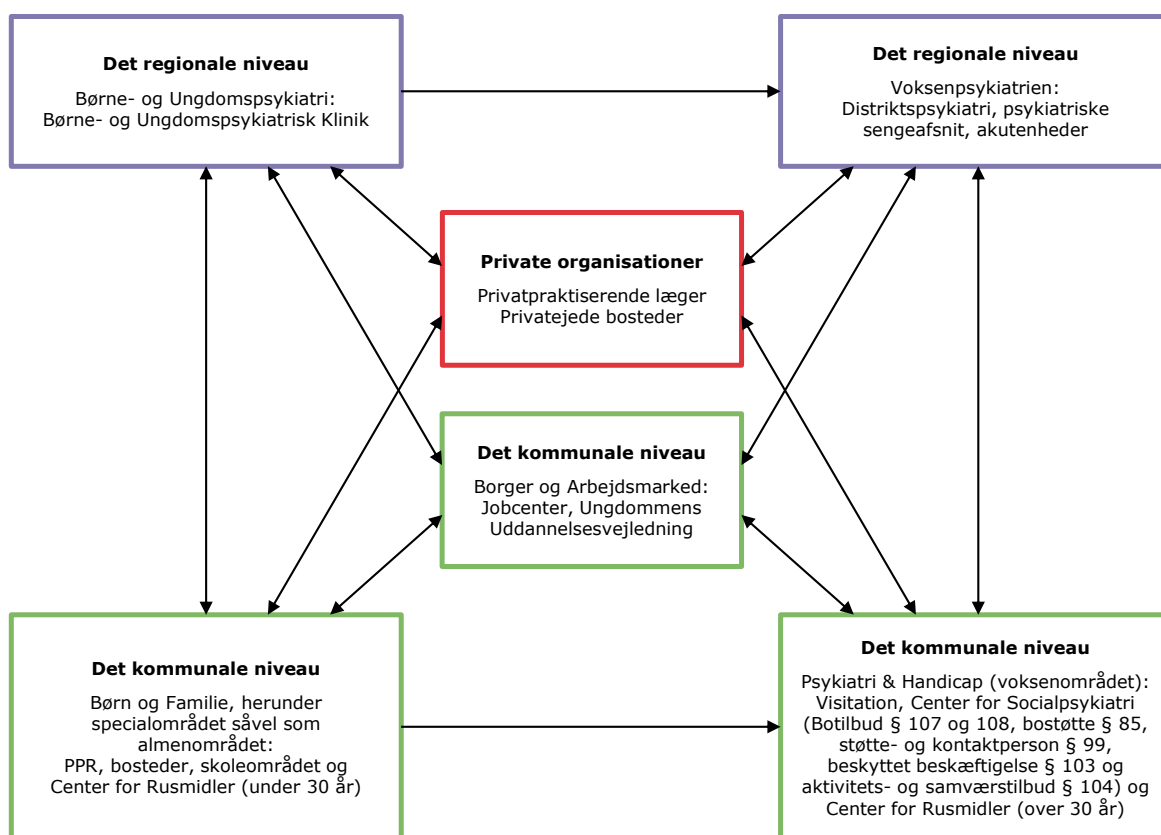 Det regionale niveau
Børne- og Ungdomspsykiatri:
Børne- og Ungdomspsykiatrisk Klinik
Det regionale niveau
Voksenpsykiatrien:
Distriktspsykiatri, psykiatriske
sengeafsnit, akutenheder
Private organisationer
Privatpraktiserende læger
Privatejede bosteder
Det kommunale niveau
Borger og Arbejdsmarked:
Jobcenter, Ungdommens
Uddannelsesvejledning
Det kommunale niveau
Børn og Familie, herunder
specialområdet såvel som
almenområdet:
PPR, bosteder, skoleområdet og
Center for Rusmidler (under 30 år)
Det kommunale niveau
Psykiatri & Handicap (voksenområdet):
Visitation, Center for Socialpsykiatri
(Botilbud § 107 og 108, bostøtte § 85,
støtte- og kontaktperson § 99,
beskyttet beskæftigelse § 103 og
aktivitets- og samværstilbud § 104) og
Center for Rusmidler (over 30 år)